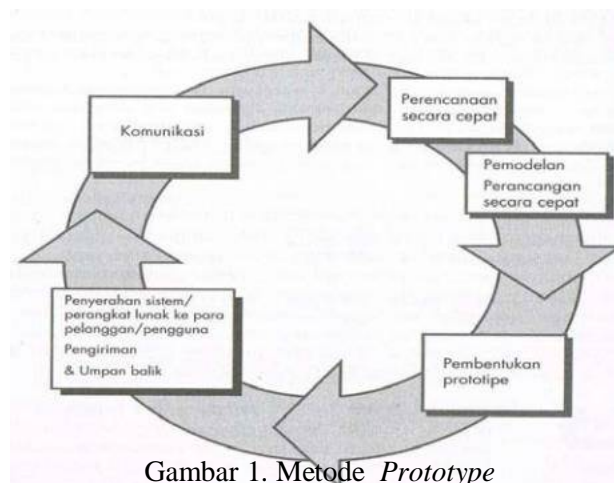 Komunikasi
Perencanaan
secara cepat
Pemodelan
Perancangan
secara cepat
Pembentukan
prototipe
Penyerahan sistem/
perangkat lunak ke para
pelanggan/pengguna
Pengiriman
& Umpan balik
Gambar 1. Metode Prototype